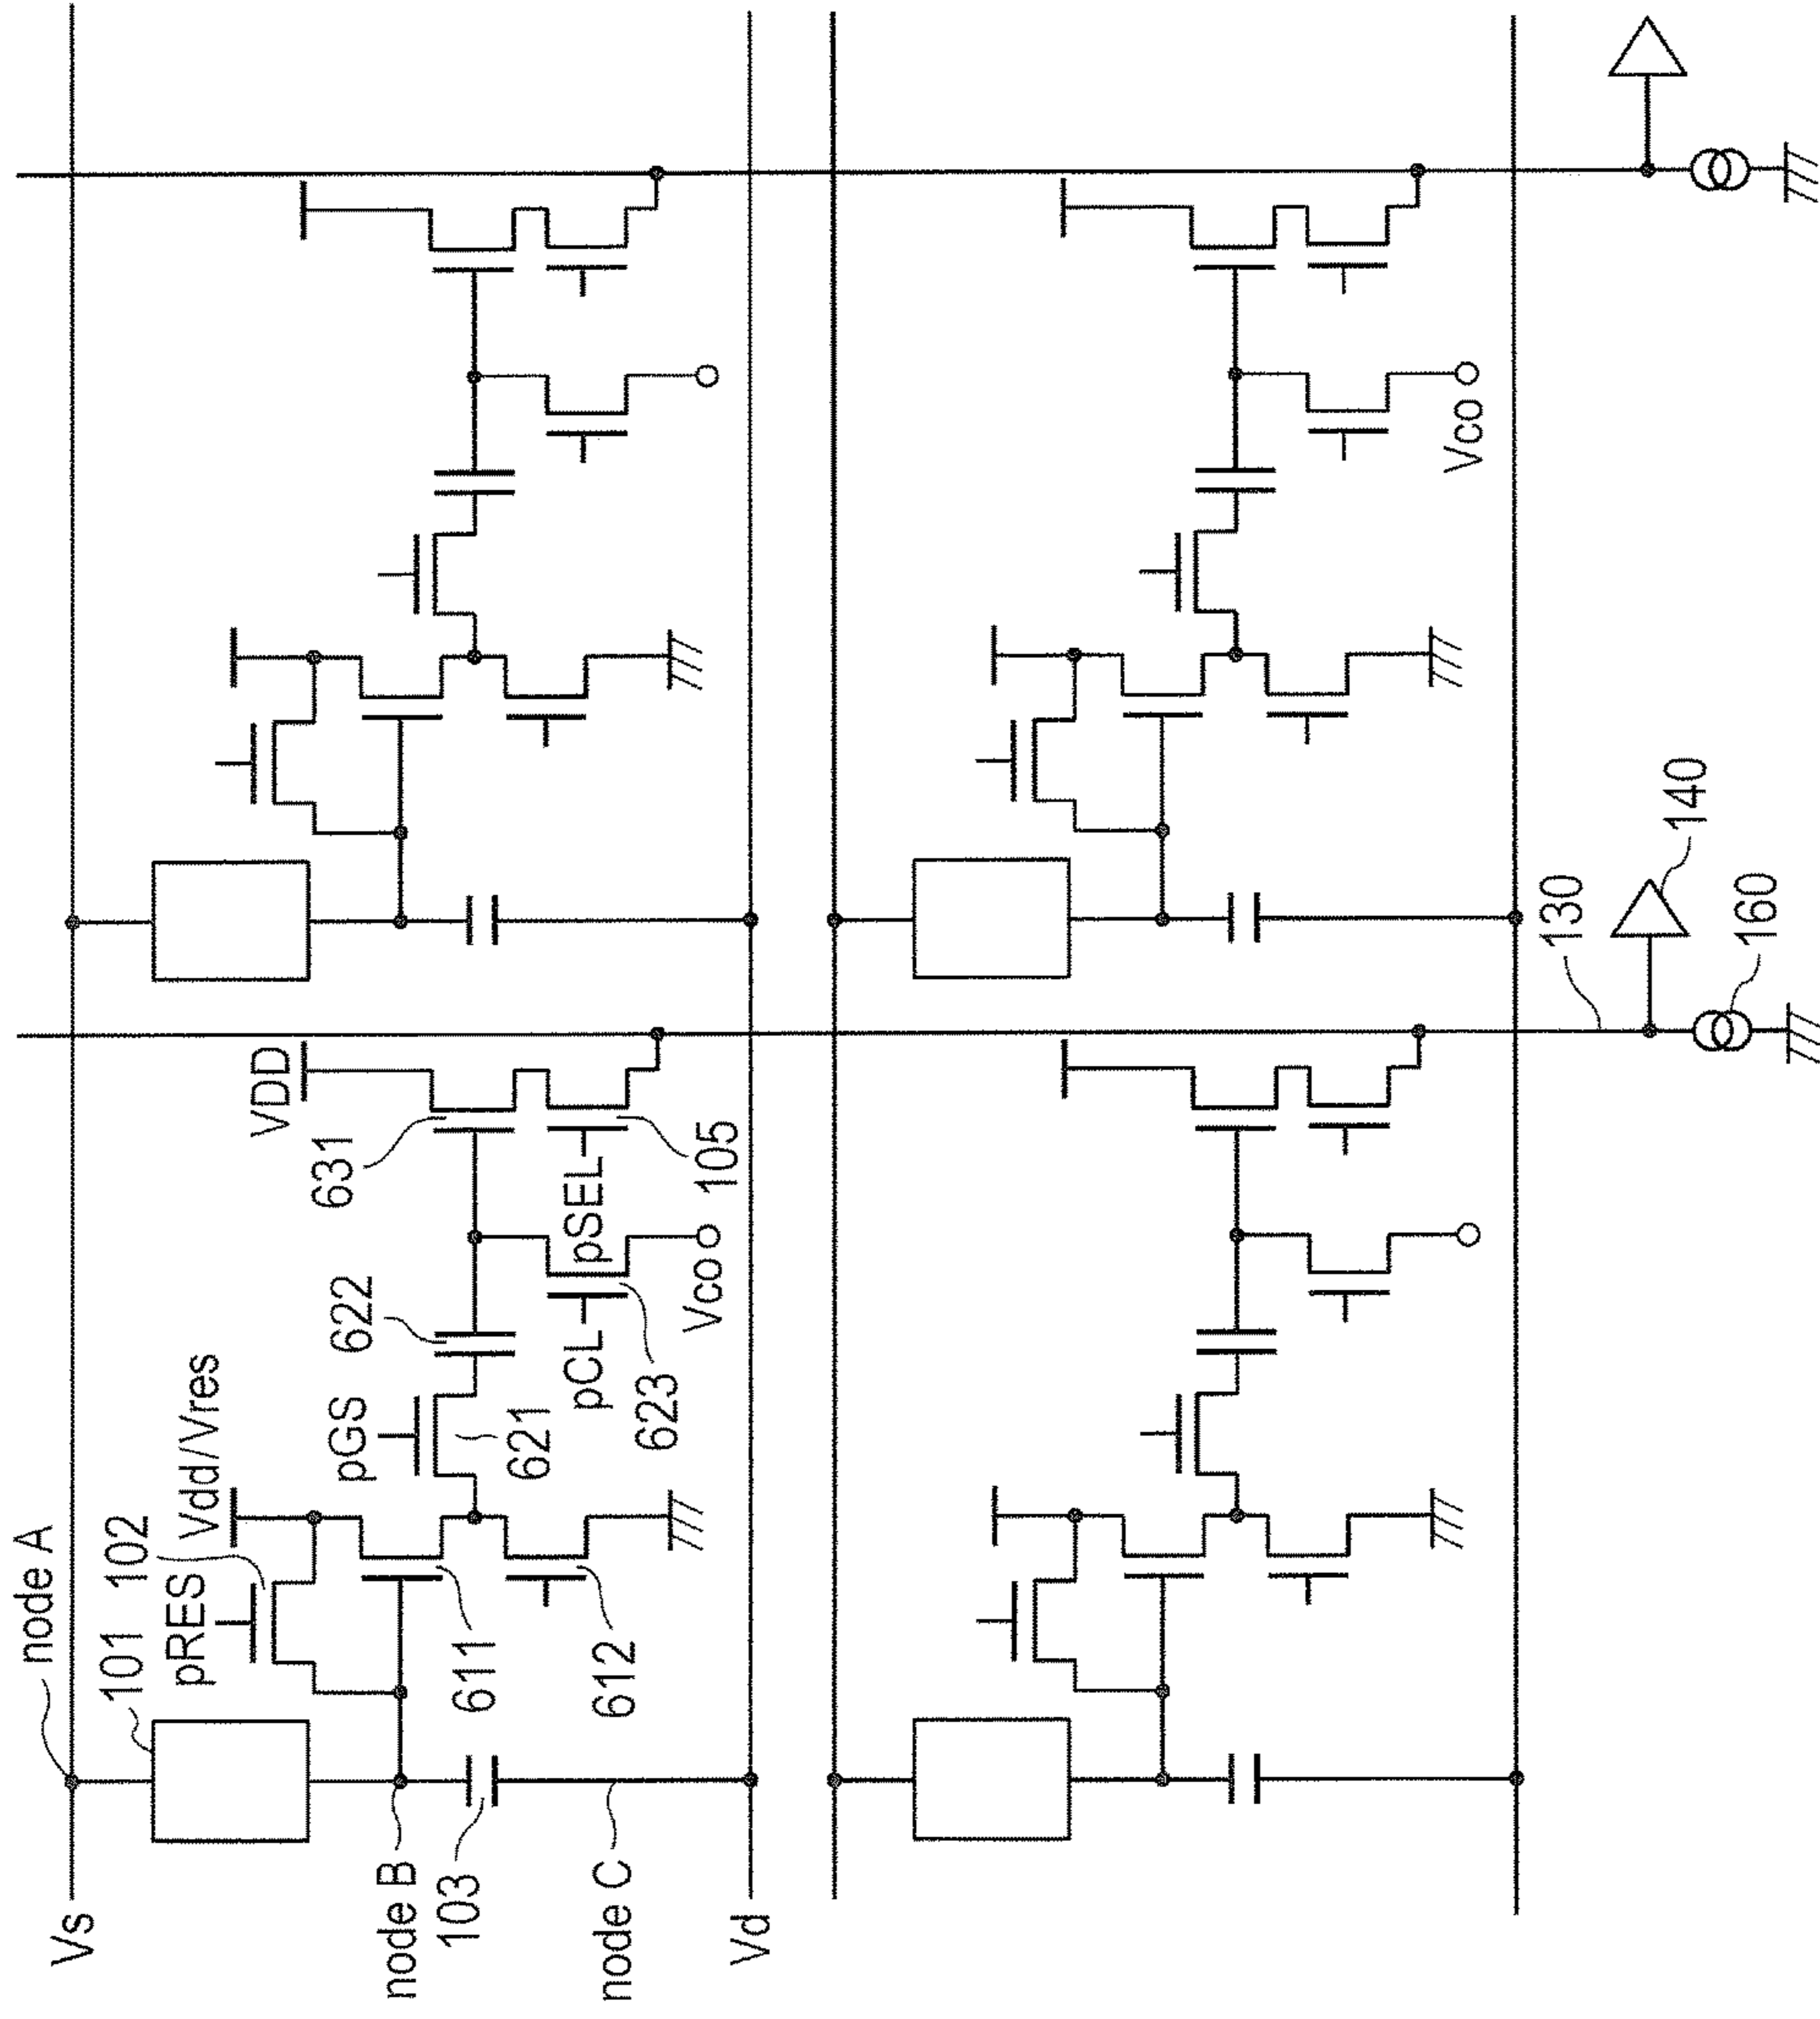 Vs
node A
101
pRES
102
Vdd/Vres
pGS
622
631
VDD
node B
103
611
621
pCL
pSEL
623
Vco
105
node C
612
Vd
Vco
130
140
160